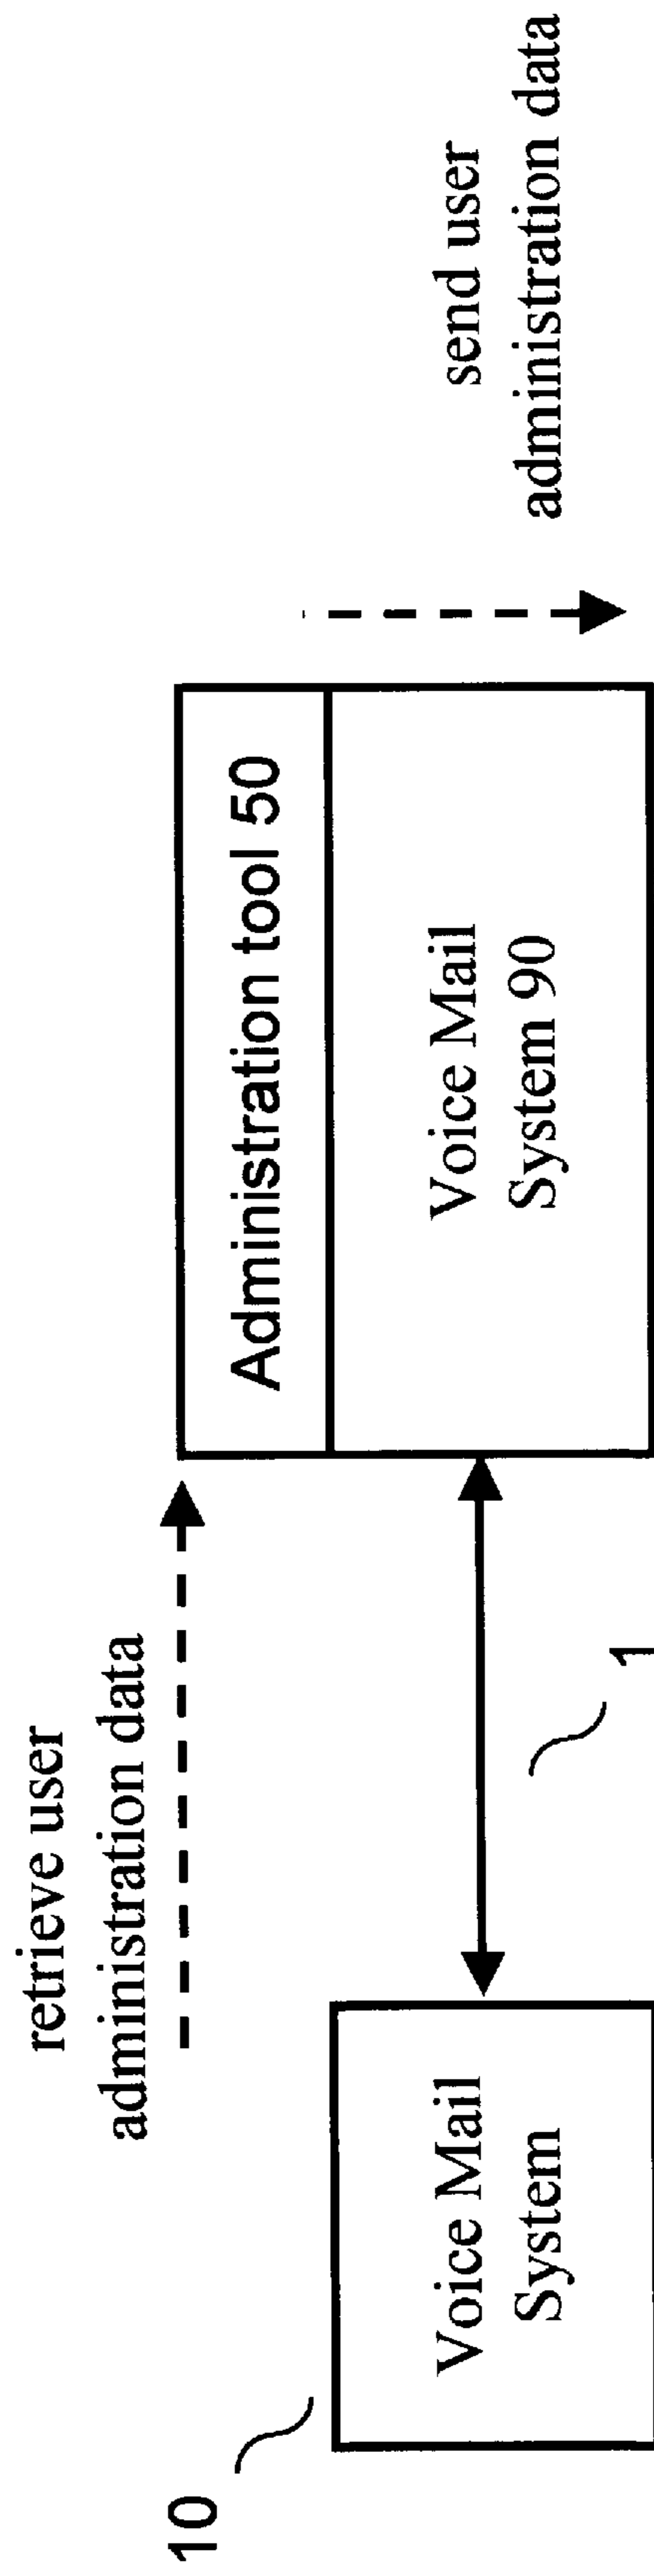 retrieve user
administration data
10
Voice Mail
System
1
Administration tool 50
Voice Mail
System 90
send user
administration data